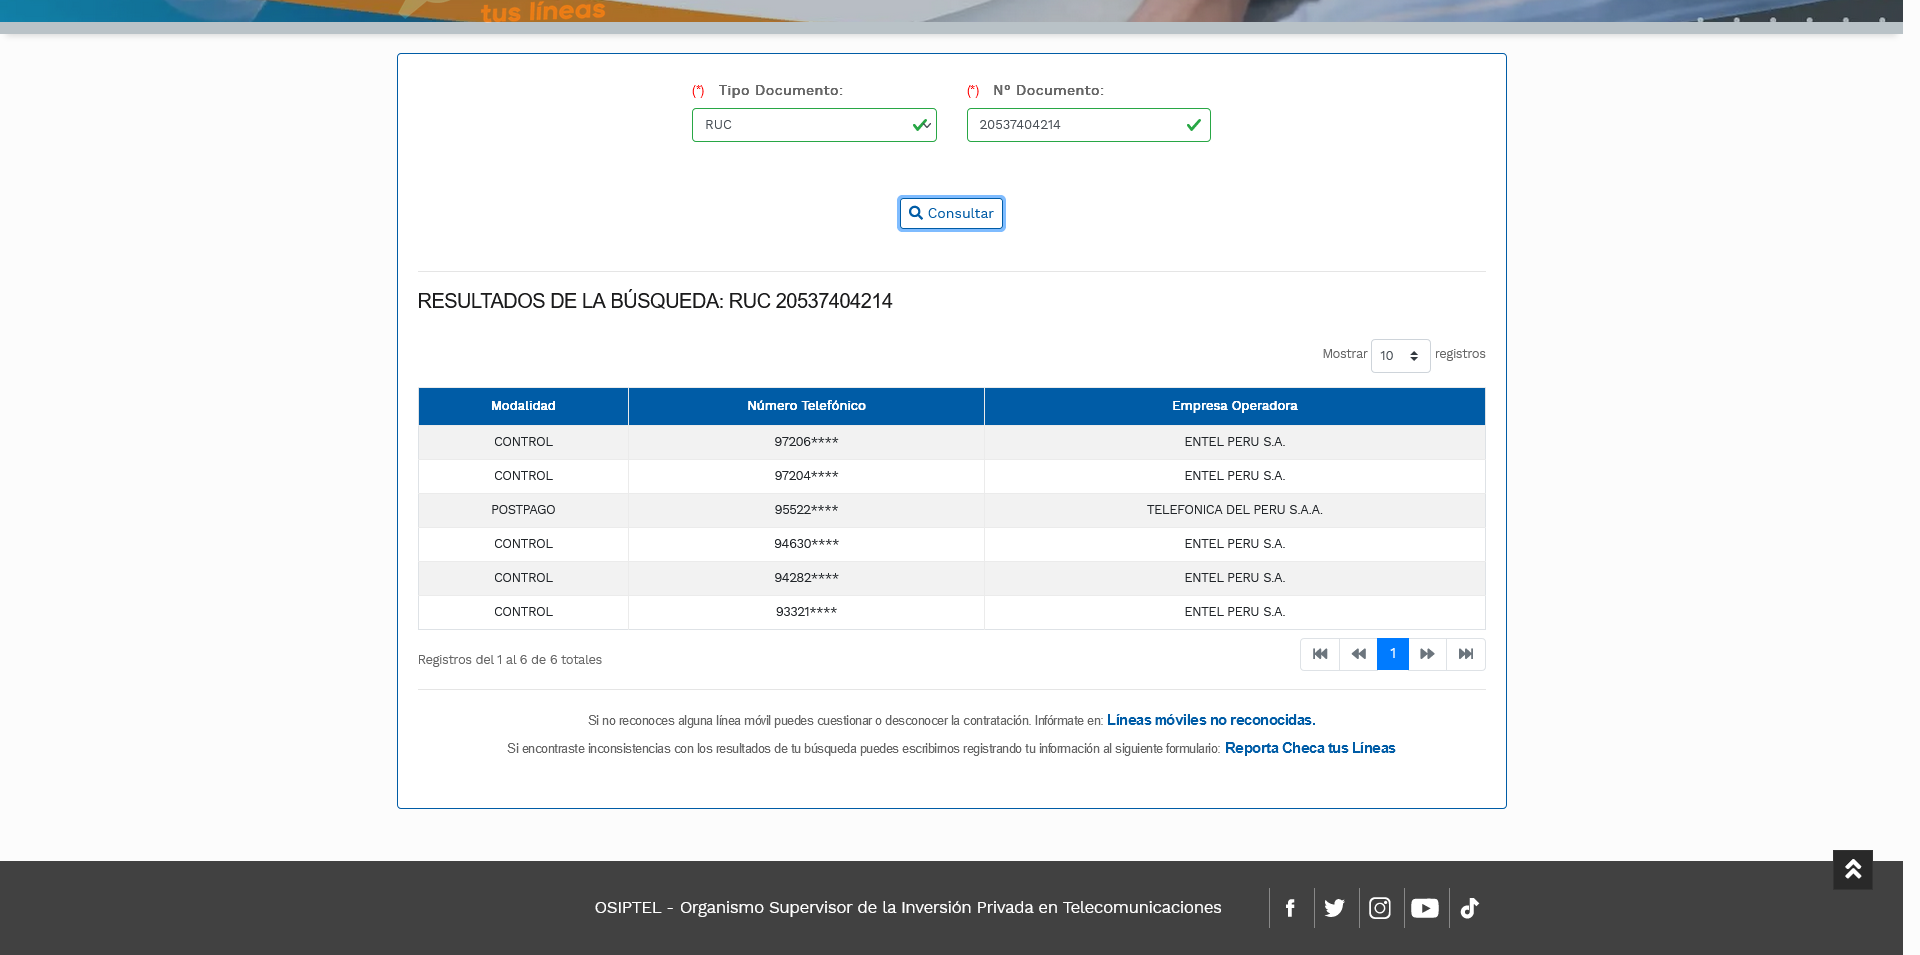 tus líneas
(*) Tipo Documento: (*) Nº Documento:
RUC 20537404214
Consultar
RESULTADOS DE LA BÚSQUEDA: RUC 20537404214
Mostrar 10 registros
Modalidad Número Telefónico Empresa Operadora
CONTROL 97206**** ENTEL PERU S.A.
CONTROL 97204**** ENTEL PERU S.A.
POSTPAGO 95522**** TELEFONICA DEL PERU S.A.A.
CONTROL 94630**** ENTEL PERU S.A.
CONTROL 94282**** ENTEL PERU S.A.
CONTROL 93321**** ENTEL PERU S.A.
Registros del 1 al 6 de 6 totales 1
Si no reconoces alguna línea móvil puedes cuestionar o desconocer la contratación. Infórmate en: Líneas móviles no reconocidas.
Si encontraste inconsistencias con los resultados de tu búsqueda puedes escribirnos registrando tu información al siguiente formulario: Reporta Checa tus Líneas
OSIPTEL - Organismo Supervisor de la Inversión Privada en Telecomunicaciones